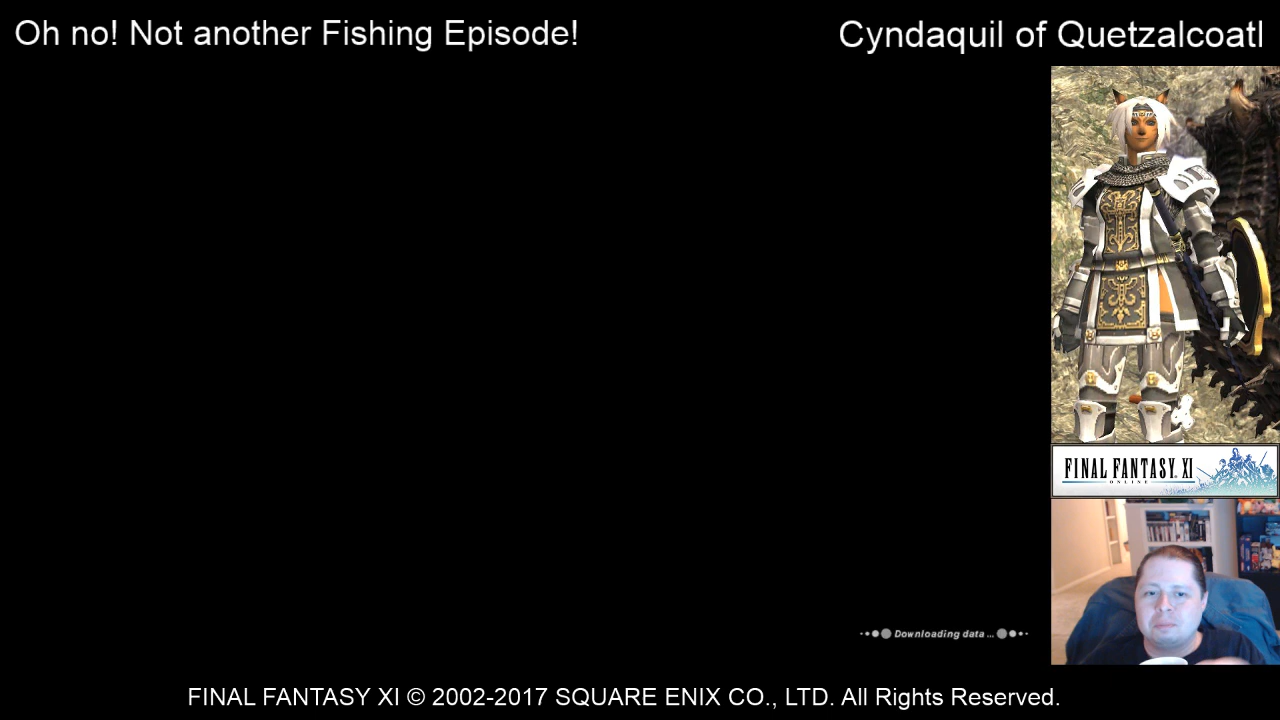 Oh no! Not another Fishing Episode!
Cyndaquil of Quetzalcoatl
FINAL FANTASY XI
ONLINE
Downloading data ...
FINAL FANTASY XI © 2002-2017 SQUARE ENIX CO., LTD. All Rights Reserved.